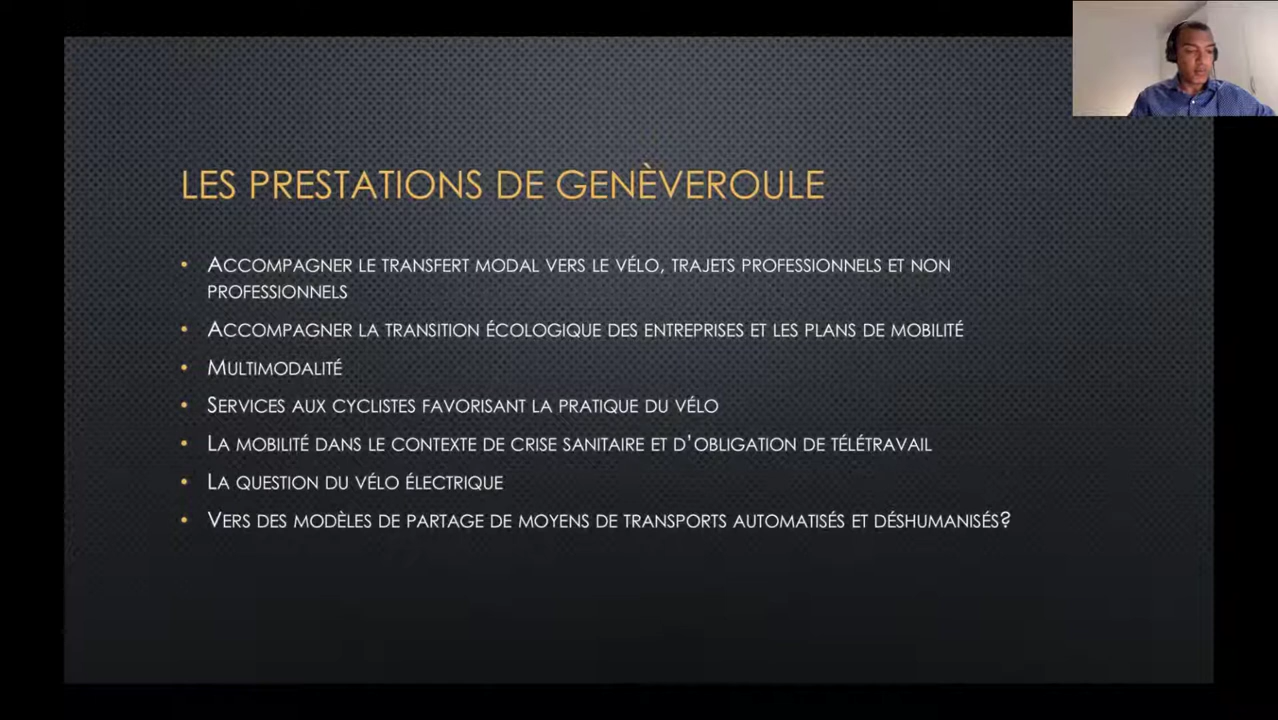 LES PRESTATIONS DE GENÈVEROULE
• ACCOMPAGNER LE TRANSFERT MODAL VERS LE VÉLO, TRAJETS PROFESSIONNELS ET NON
PROFESSIONNELS
• ACCOMPAGNER LA TRANSITION ÉCOLOGIQUE DES ENTREPRISES ET LES PLANS DE MOBILITÉ
• MULTIMODALITÉ
• SERVICES AUX CYCLISTES FAVORISANT LA PRATIQUE DU VÉLO
• LA MOBILITÉ DANS LE CONTEXTE DE CRISE SANITAIRE ET D'OBLIGATION DE TÉLÉTRAVAIL
• LA QUESTION DU VÉLO ÉLECTRIQUE
• VERS DES MODÈLES DE PARTAGE DE MOYENS DE TRANSPORTS AUTOMATISÉS ET DÉSHUMANISÉS?